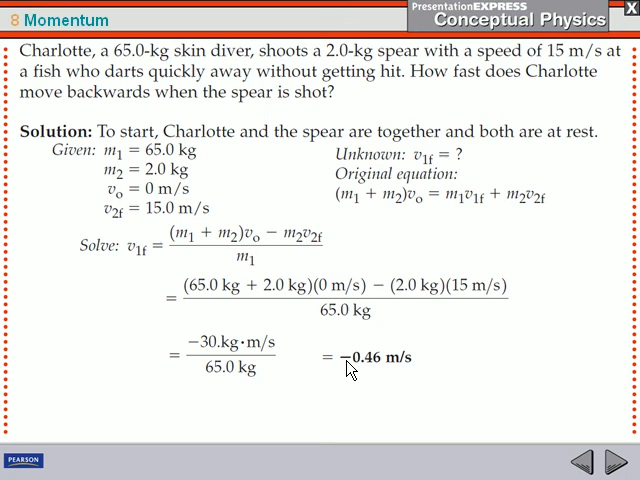 8 Momentum
PresentationEXPRESS
Conceptual Physics
X
Charlotte, a 65.0-kg skin diver, shoots a 2.0-kg spear with a speed of 15 m/s at
a fish who darts quickly away without getting hit. How fast does Charlotte
move backwards when the spear is shot?
Solution: To start, Charlotte and the spear are together and both are at rest.
Given: m₁ = 65.0 kg
m₂ = 2.0 kg
v₀ = 0 m/s
v₂f = 15.0 m/s
Unknown: v₁f = ?
Original equation:
(m₁ + m₂)v₀ = m₁v₁f + m₂v₂f
Solve: v₁f = (m₁ + m₂)v₀ − m₂v₂f
m₁
= (65.0 kg + 2.0 kg)(0 m/s) − (2.0 kg)(15 m/s)
65.0 kg
= −30.kg·m/s
65.0 kg
= −0.46 m/s
PEARSON